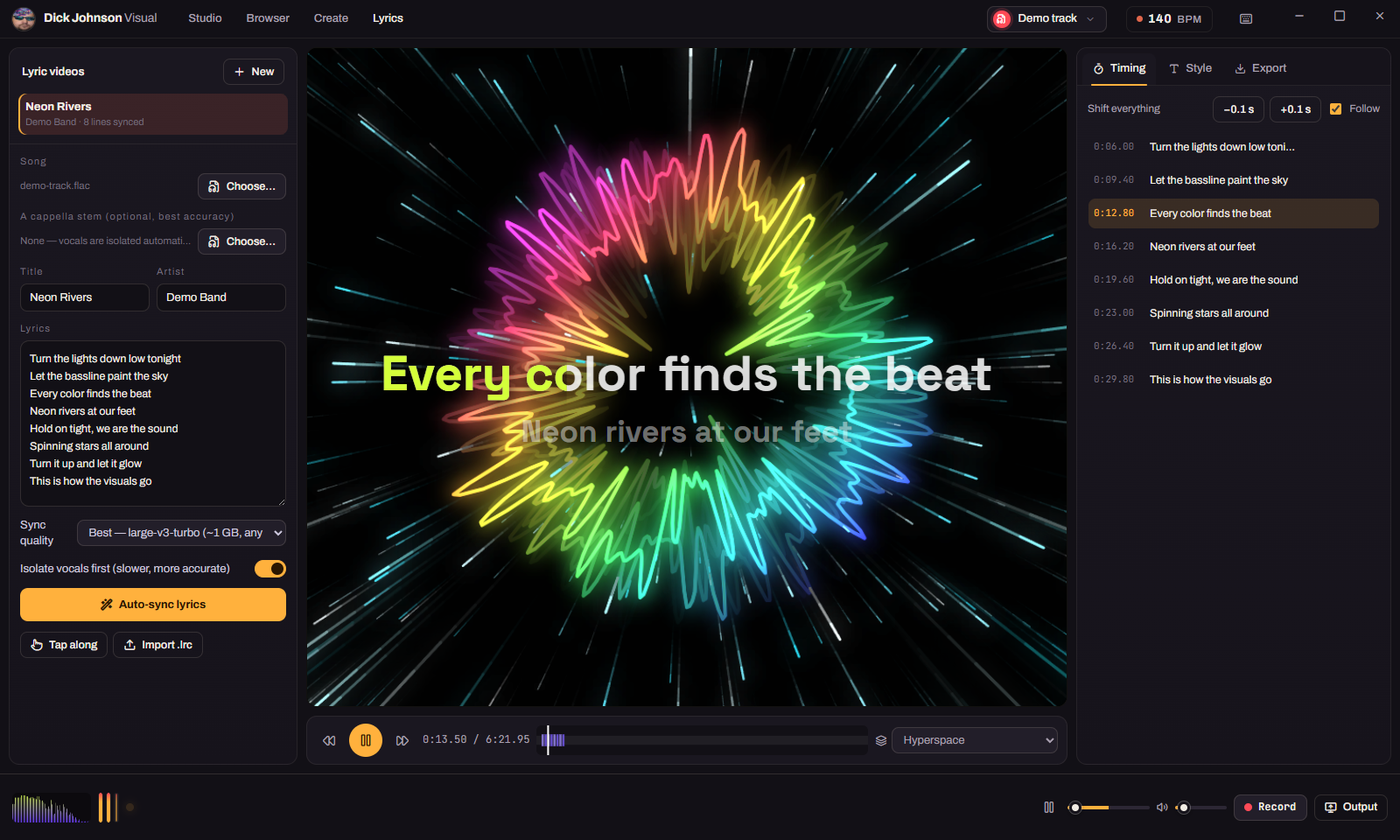 Dick Johnson Visual Studio Browser Create Lyrics Demo track 140 BPM
Lyric videos
New
Neon Rivers
Demo Band · 8 lines synced
Song
demo-track.flac
Choose...
A cappella stem (optional, best accuracy)
None — vocals are isolated automati...
Choose...
Title Artist
Neon Rivers Demo Band
Lyrics
Turn the lights down low tonight
Let the bassline paint the sky
Every color finds the beat
Neon rivers at our feet
Hold on tight, we are the sound
Spinning stars all around
Turn it up and let it glow
This is how the visuals go
Sync quality
Best — large-v3-turbo (~1 GB, any
Isolate vocals first (slower, more accurate)
Auto-sync lyrics
Tap along Import .lrc
Every color finds the beat
Neon rivers at our feet
0:13.50 / 6:21.95 Hyperspace
Timing Style Export
Shift everything −0.1 s +0.1 s Follow
0:06.00 Turn the lights down low toni...
0:09.40 Let the bassline paint the sky
0:12.80 Every color finds the beat
0:16.20 Neon rivers at our feet
0:19.60 Hold on tight, we are the sound
0:23.00 Spinning stars all around
0:26.40 Turn it up and let it glow
0:29.80 This is how the visuals go
Record Output